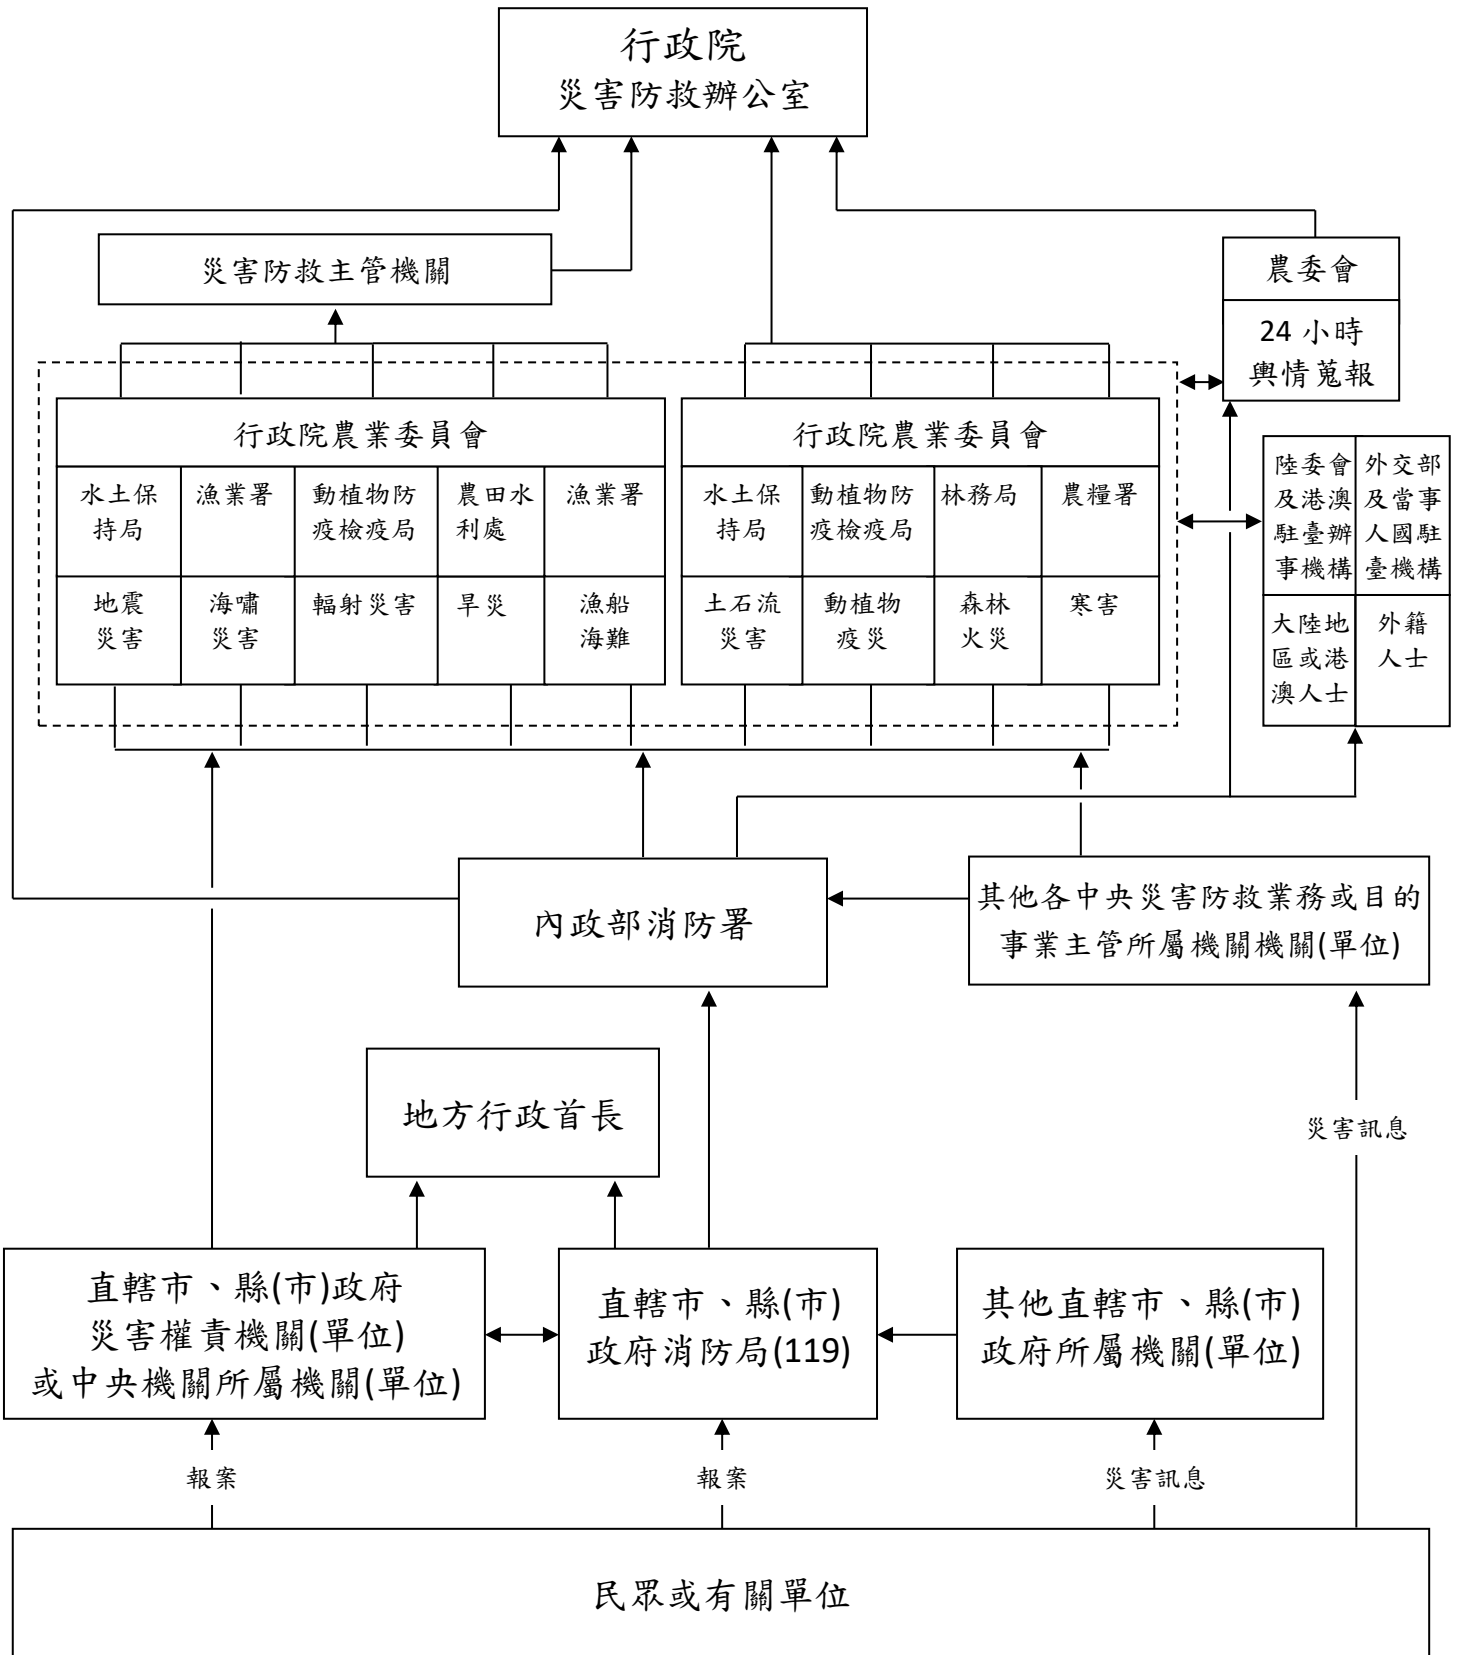 行政院
災害防救辦公室
災害防救主管機關
農委會
24 小時
輿情蒐報
行政院農業委員會
水土保
持局
漁業署
動植物防
疫檢疫局
農田水
利處
漁業署
地震
災害
海嘯
災害
輻射災害
旱災
漁船
海難
行政院農業委員會
水土保
持局
動植物防
疫檢疫局
林務局
農糧署
土石流
災害
動植物
疫災
森林
火災
寒害
陸委會
及港澳
駐臺辦
事機構
外交部
及當事
人國駐
臺機構
大陸地
區或港
澳人士
外籍
人士
內政部消防署
其他各中央災害防救業務或目的
事業主管所屬機關機關(單位)
地方行政首長
災害訊息
直轄市、縣(市)政府
災害權責機關(單位)
或中央機關所屬機關(單位)
直轄市、縣(市)
政府消防局(119)
其他直轄市、縣(市)
政府所屬機關(單位)
報案
報案
災害訊息
民眾或有關單位